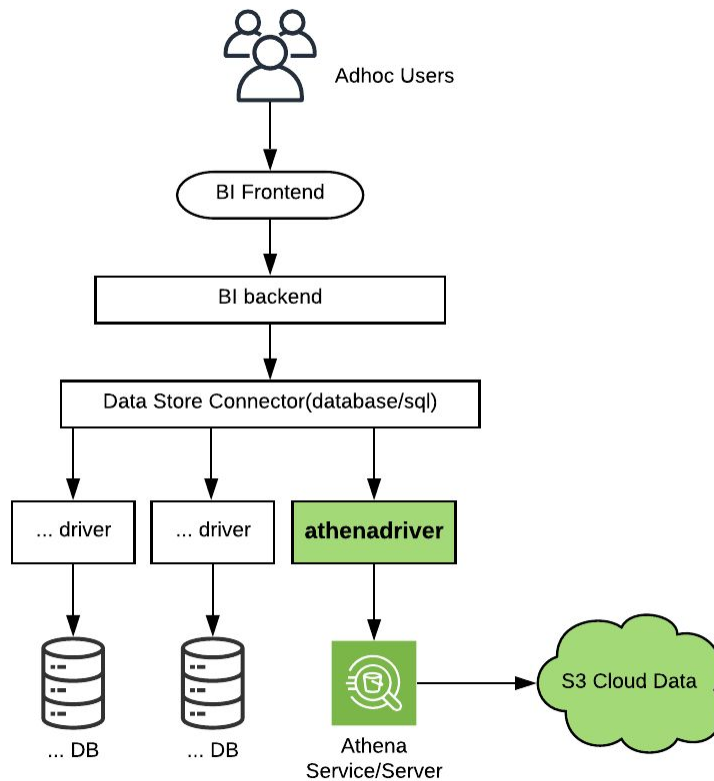 Adhoc Users
BI Frontend
BI backend
Data Store Connector(database/sql)
... driver
... driver
athenadriver
S3 Cloud Data
... DB
... DB
Athena
Service/Server